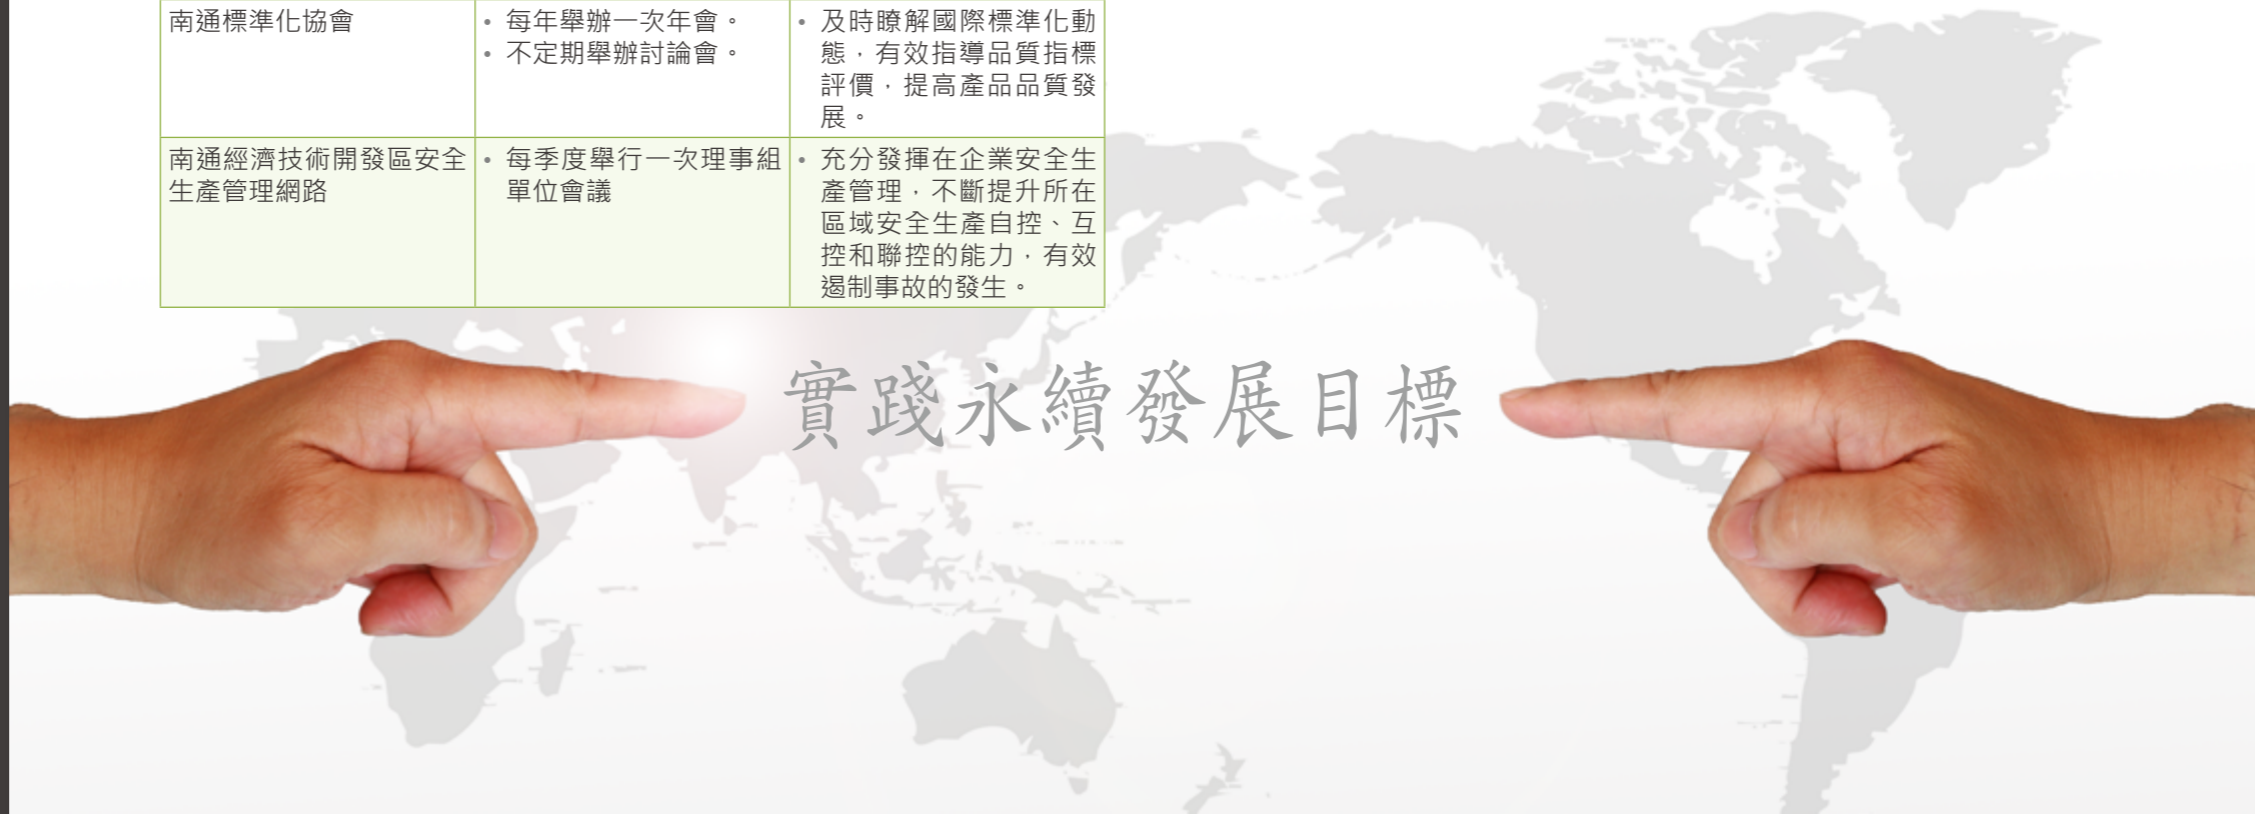 南通標準化協會
• 每年舉辦一次年會。
• 不定期舉辦討論會。
• 及時瞭解國際標準化動
態，有效指導品質指標
評價，提高產品品質發
展。
南通經濟技術開發區安全
生產管理網路
• 每季度舉行一次理事組
單位會議
• 充分發揮在企業安全生
產管理，不斷提升所在
區域安全生產自控、互
控和聯控的能力，有效
遏制事故的發生。
實踐永續發展目標